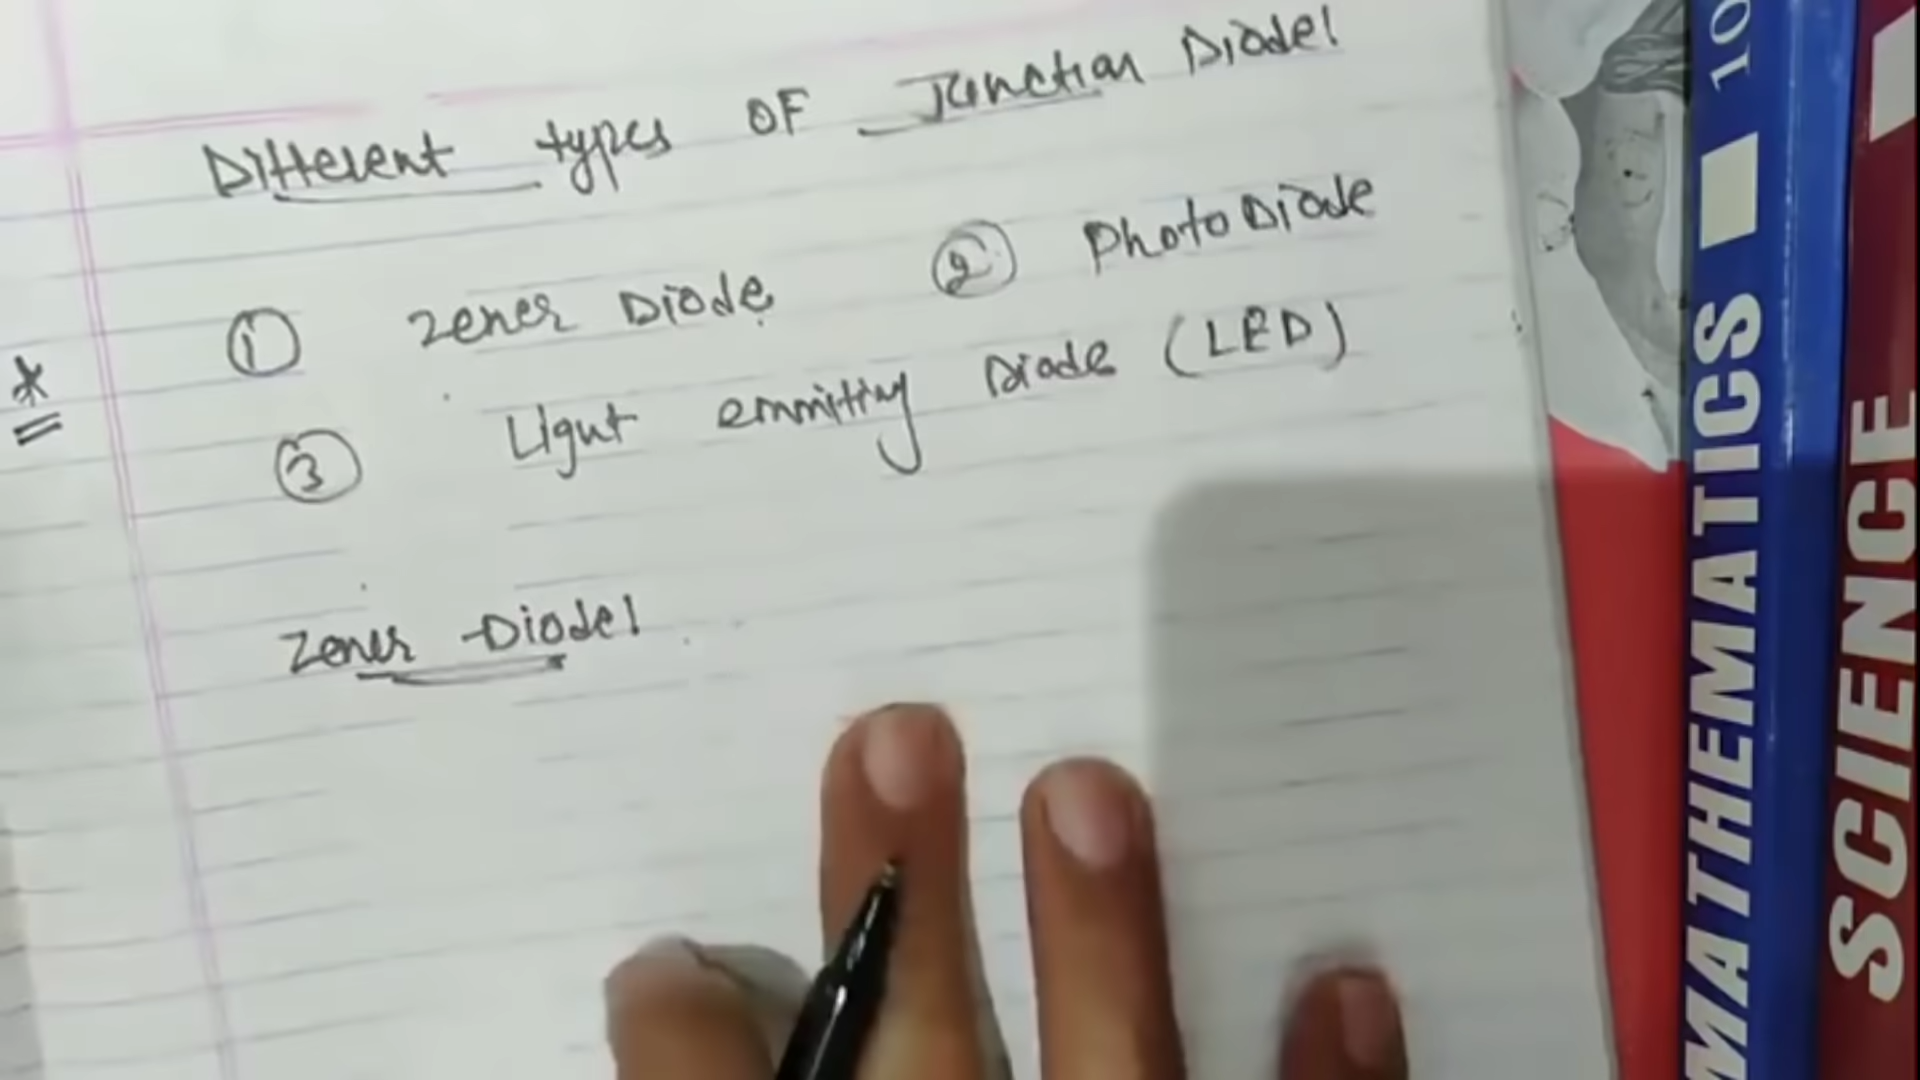 Different types OF Junction Diode!
① Zener Diode ② Photo Diode
③ Light emmitting Diode (LED)
*
Zener Diode!
MATHEMATICS 10
SCIENCE